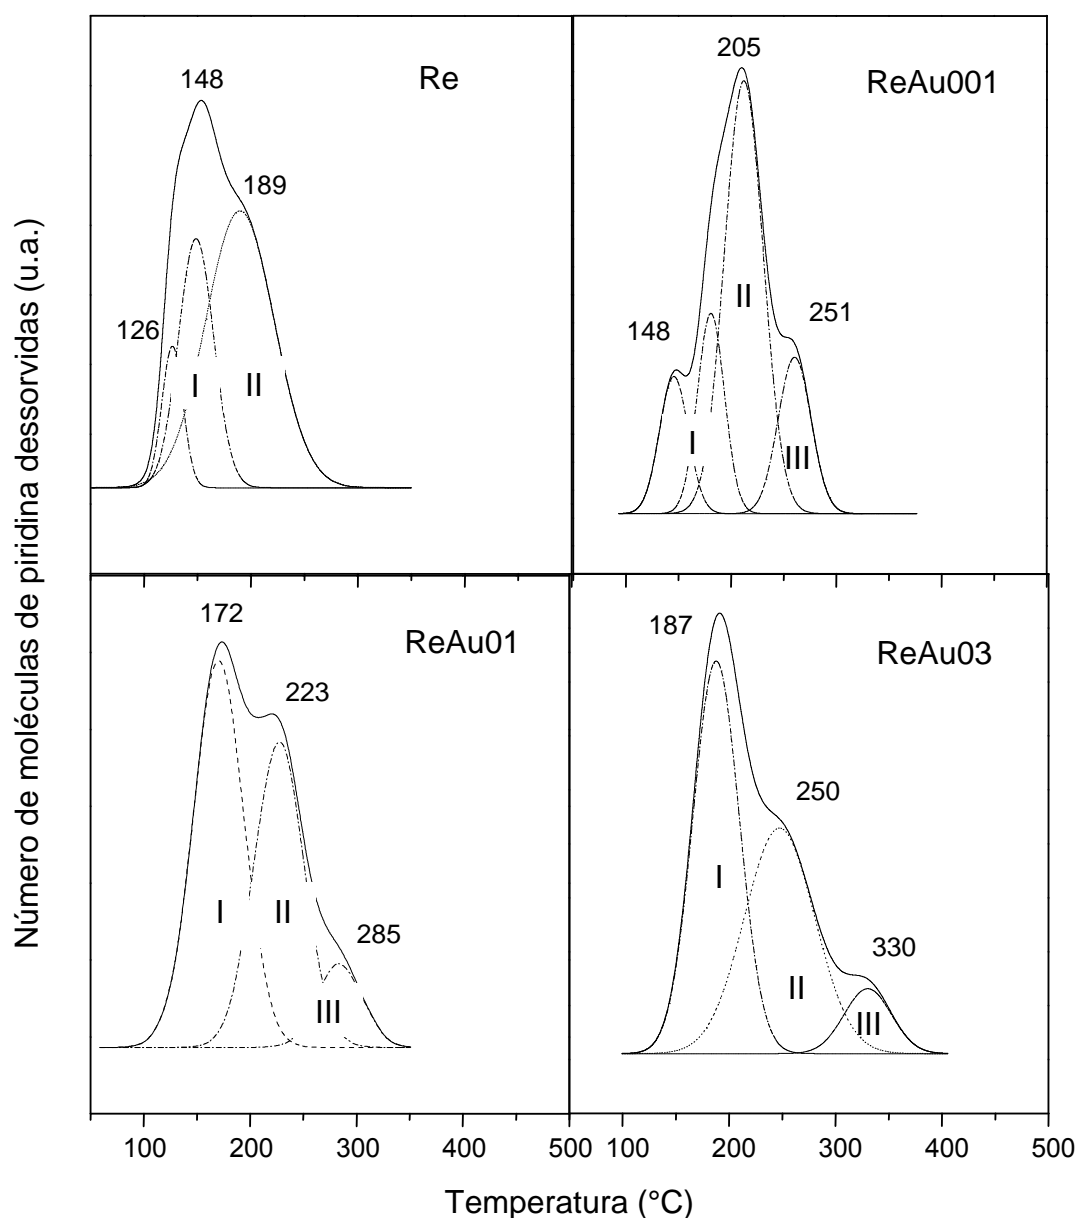 Número de moléculas de piridina dessorvidas (u.a.)
Re
148
189
126
I
II
ReAu001
205
251
148
II
I
III
ReAu01
172
223
285
I
II
III
ReAu03
187
250
330
I
II
III
100 200 300 400 500 100 200 300 400 500
Temperatura (°C)